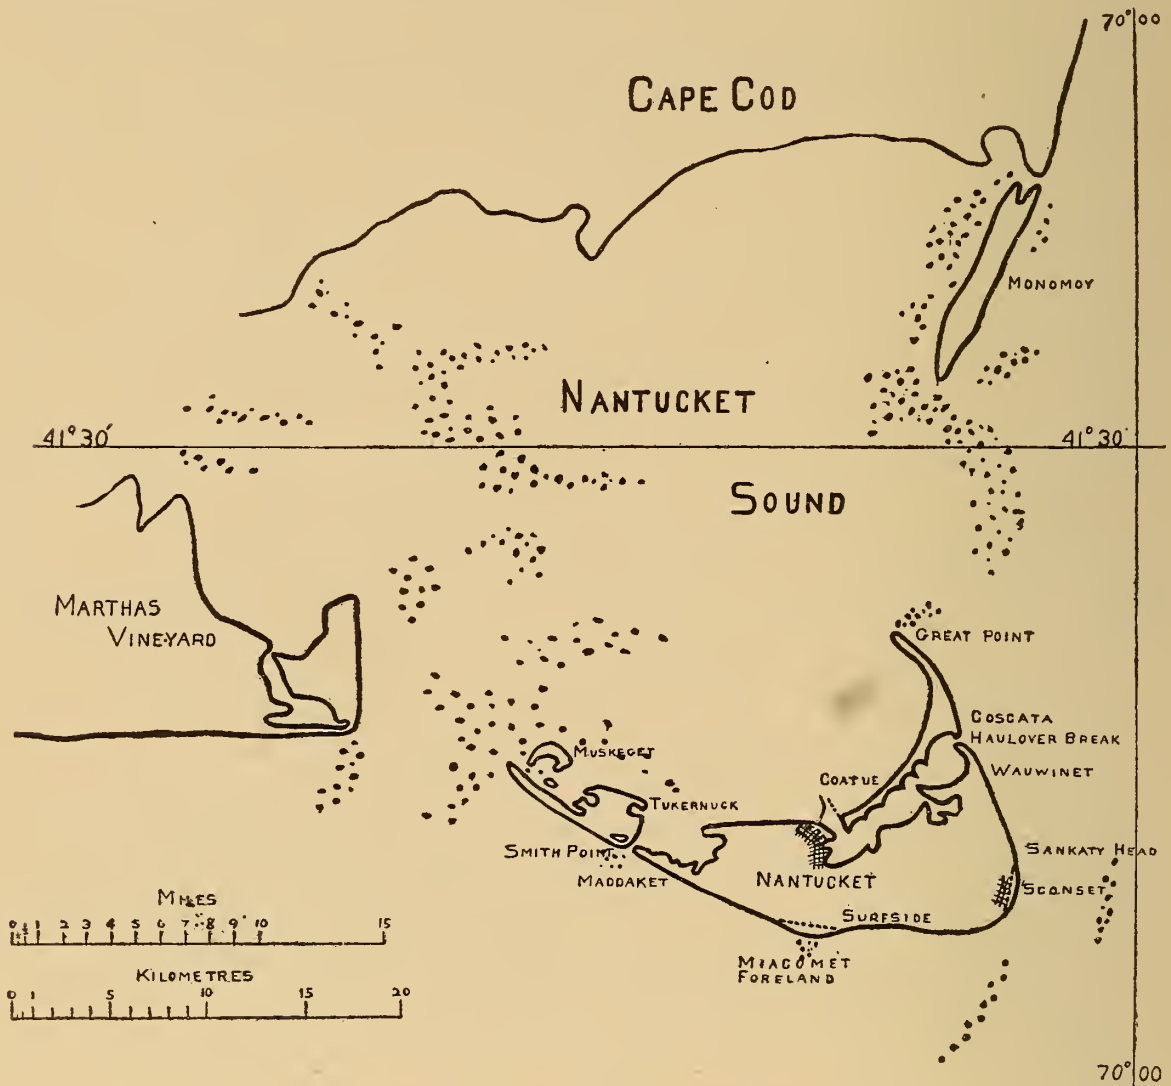 70°00
CAPE COD
MONOMOY
NANTUCKET
41°30'
41°30'
SOUND
MARTHAS
VINEYARD
GREAT POINT
COSCATA
HAULOVER BREAK
WAUWINET
MUSKEGET
COATUE
TUKERNUCK
SMITH POINT
MADDAKET
NANTUCKET
SANKATY HEAD
SCONSET
SURFSIDE
MIACOMET
FORELAND
MILES
0 1 2 3 4 5 6 7 8 9 10 15
KILOMETRES
0 1 5 10 15 20
70°00